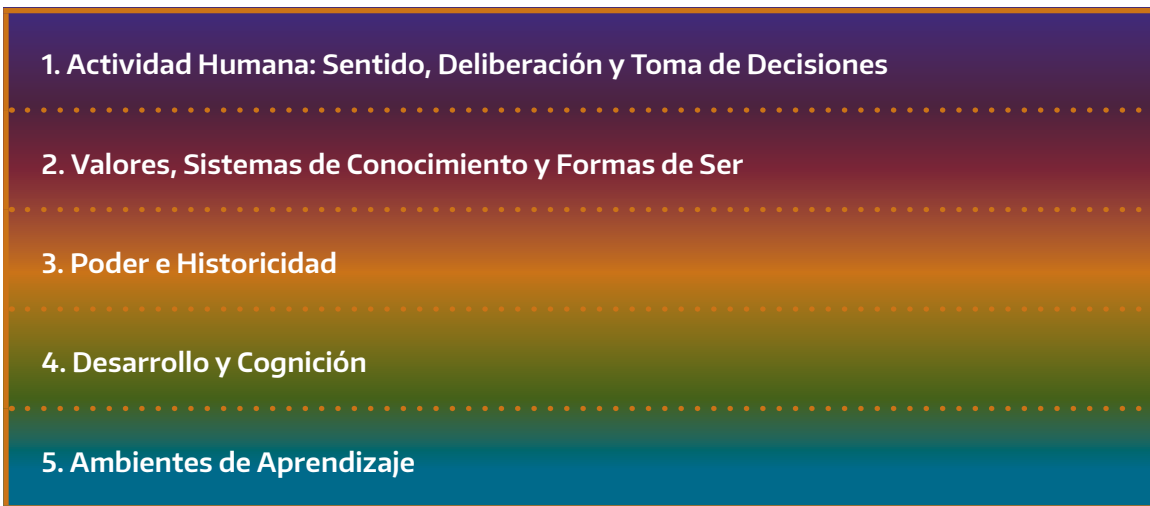 1. Actividad Humana: Sentido, Deliberación y Toma de Decisiones
2. Valores, Sistemas de Conocimiento y Formas de Ser
3. Poder e Historicidad
4. Desarrollo y Cognición
5. Ambientes de Aprendizaje